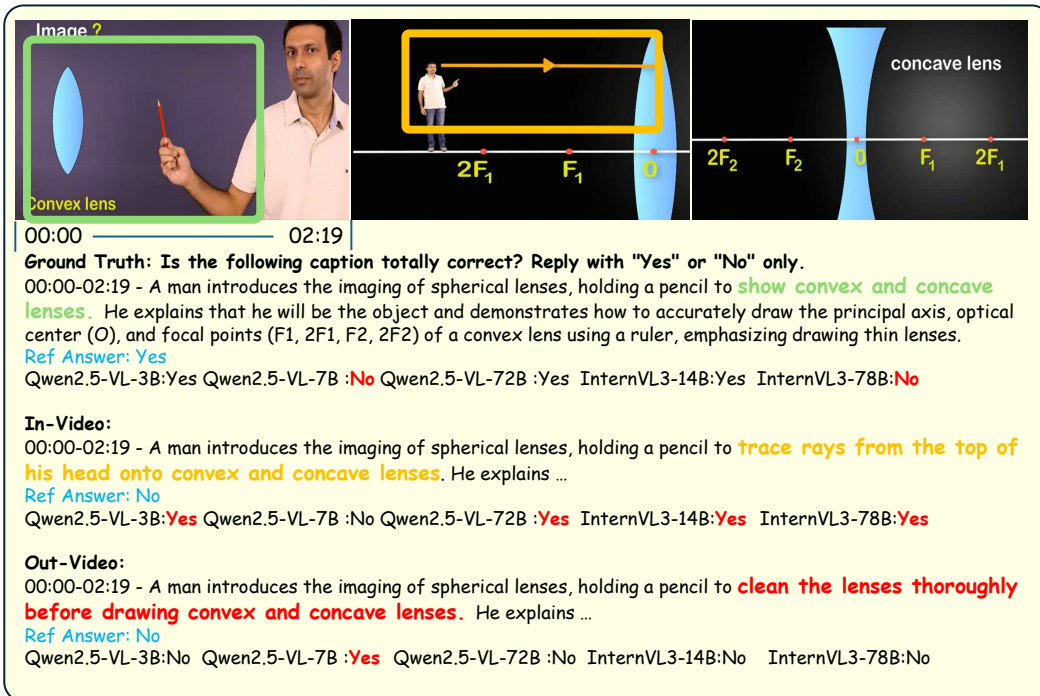 Image ?
Convex lens
2F₁ F₁ O
concave lens
2F₂ F₂ O F₁ 2F₁
00:00 02:19
Ground Truth: Is the following caption totally correct? Reply with "Yes" or "No" only.
00:00-02:19 - A man introduces the imaging of spherical lenses, holding a pencil to show convex and concave
lenses. He explains that he will be the object and demonstrates how to accurately draw the principal axis, optical
center (O), and focal points (F1, 2F1, F2, 2F2) of a convex lens using a ruler, emphasizing drawing thin lenses.
Ref Answer: Yes
Qwen2.5-VL-3B:Yes Qwen2.5-VL-7B :No Qwen2.5-VL-72B :Yes InternVL3-14B:Yes InternVL3-78B:No
In-Video:
00:00-02:19 - A man introduces the imaging of spherical lenses, holding a pencil to trace rays from the top of
his head onto convex and concave lenses. He explains …
Ref Answer: No
Qwen2.5-VL-3B:Yes Qwen2.5-VL-7B :No Qwen2.5-VL-72B :Yes InternVL3-14B:Yes InternVL3-78B:Yes
Out-Video:
00:00-02:19 - A man introduces the imaging of spherical lenses, holding a pencil to clean the lenses thoroughly
before drawing convex and concave lenses. He explains …
Ref Answer: No
Qwen2.5-VL-3B:No Qwen2.5-VL-7B :Yes Qwen2.5-VL-72B :No InternVL3-14B:No InternVL3-78B:No